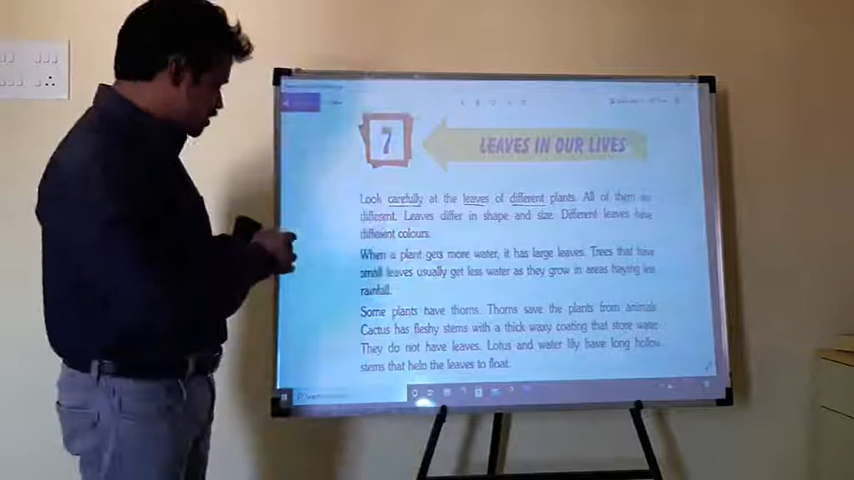 7
LEAVES IN OUR LIVES
Look carefully at the leaves of different plants. All of them are
different. Leaves differ in shape and size. Different leaves have
different colours.
When a plant gets more water, it has large leaves. Trees that have
small leaves usually get less water as they grow in areas having less
rainfall.
Some plants have thorns. Thorns save the plants from animals.
Cactus has fleshy stems with a thick waxy coating that store water.
They do not have leaves. Lotus and water lily have long hollow
stems that help the leaves to float.